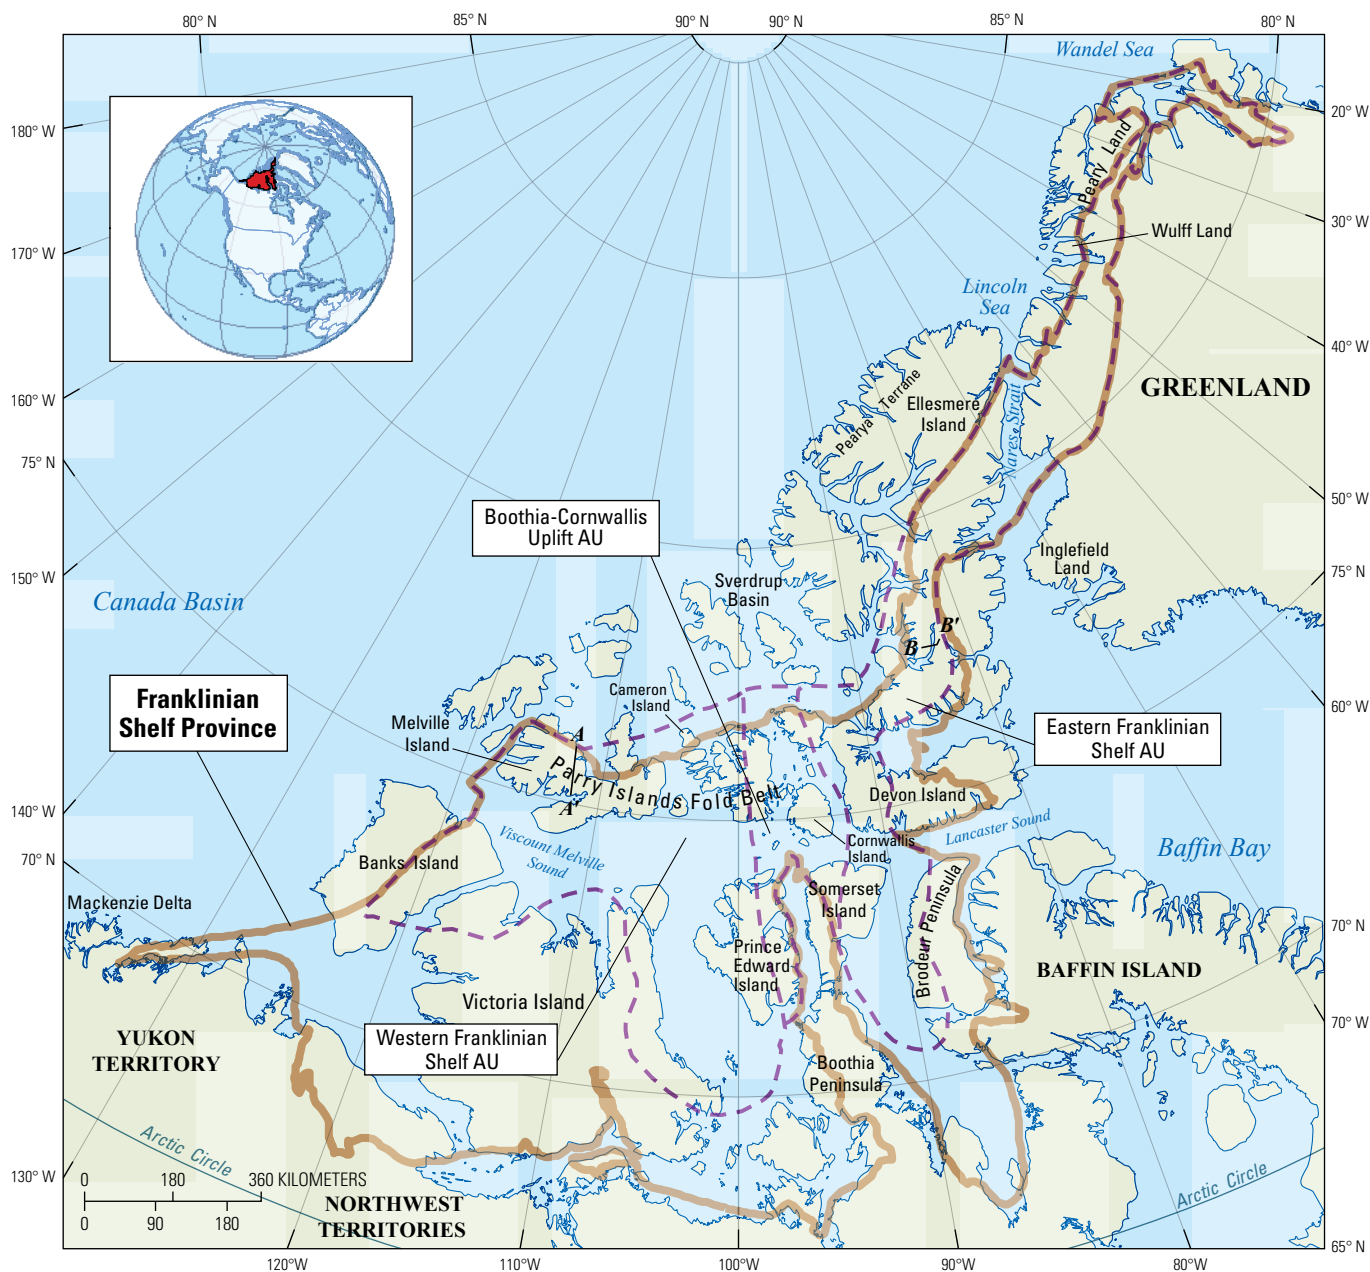 80° N
85° N
90° N
90° N
85° N
80° N
Wandel Sea
180° W
20° W
Peary Land
30° W
Wulff Land
170° W
Lincoln
Sea
40° W
160° W
GREENLAND
Pearya Terrane
Ellesmere
Island
Nares Strait
75° N
50° W
Boothia-Cornwallis
Uplift AU
150° W
Inglefield
Land
75° N
Sverdrup
Basin
Canada Basin
B'
B
60° W
Franklinian
Shelf Province
Cameron
Island
Melville
Island
A
Eastern Franklinian
Shelf AU
Parry Islands Fold Belt
A'
Devon Island
140° W
Lancaster Sound
Viscount Melville
Sound
Cornwallis
Island
Baffin Bay
70° N
Banks Island
Mackenzie Delta
Somerset
Island
Brodeur Peninsula
70° N
Prince
Edward
Island
BAFFIN ISLAND
Victoria Island
70° W
YUKON
TERRITORY
Western Franklinian
Shelf AU
Boothia
Peninsula
Arctic Circle
Arctic Circle
130° W
0 180 360 KILOMETERS
0 90 180
NORTHWEST
TERRITORIES
65° N
120°W
110°W
100°W
90°W
80°W